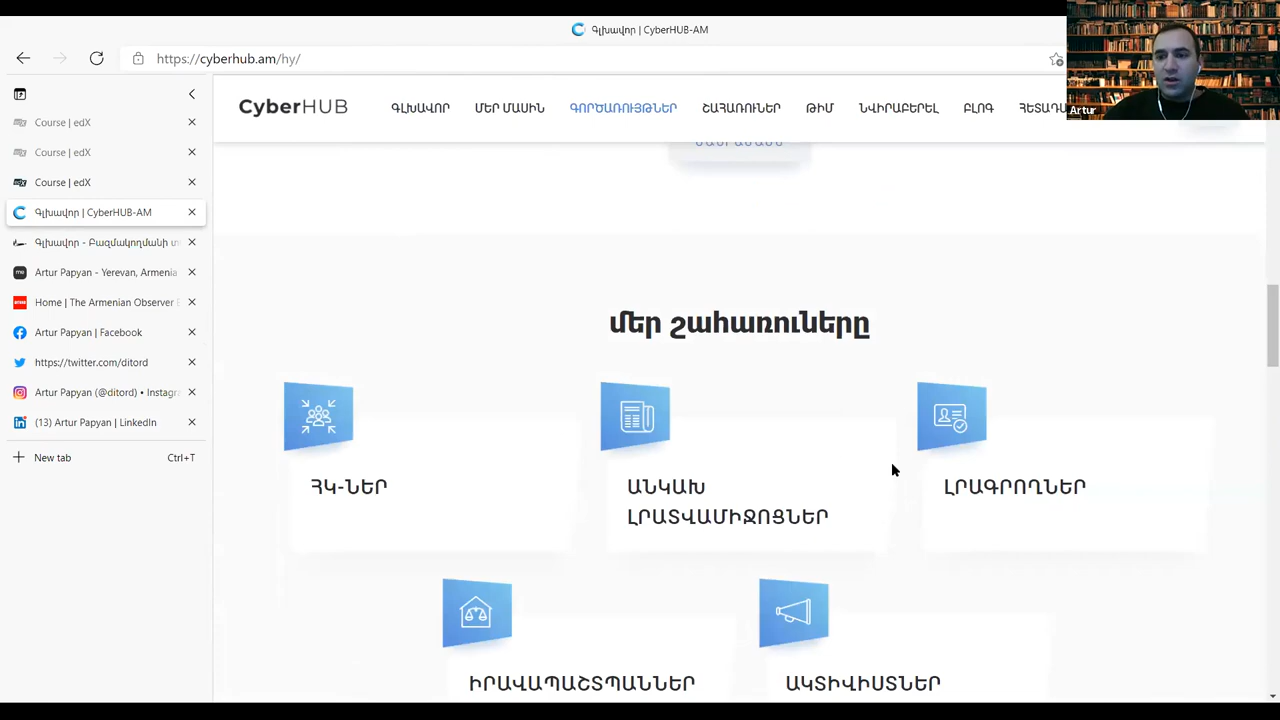 Գլխավոր | CyberHUB-AM
https://cyberhub.am/hy/
Artur
Course | edX
Course | edX
Course | edX
Գլխավոր | CyberHUB-AM
Գլխավոր - Բազմակողմանի
Artur Papyan - Yerevan, Armenia
Home | The Armenian Observer
Artur Papyan | Facebook
https://twitter.com/ditord
Artur Papyan (@ditord) • Instagr
(13) Artur Papyan | LinkedIn
New tab Ctrl+T
CyberHUB ԳԼԽԱՎՈՐ ՄԵՐ ՄԱՍԻՆ ԳՈՐԾԱՌՈՒՅԹՆԵՐ ՇԱՀԱՌՈՒՆԵՐ ԹԻՄ ՆՎԻՐԱԲԵՐԵԼ ԲԼՈԳ ՀԵՏԱԴԱ
մեր շահառուները
ՀԿ-ՆԵՐ
ԱՆԿԱԽ
ԼՐԱՏՎԱՄԻՋՈՑՆԵՐ
ԼՐԱԳՐՈՂՆԵՐ
ԻՐԱՎԱՊԱՇՏՊԱՆՆԵՐ
ԱԿՏԻՎԻՍՏՆԵՐ